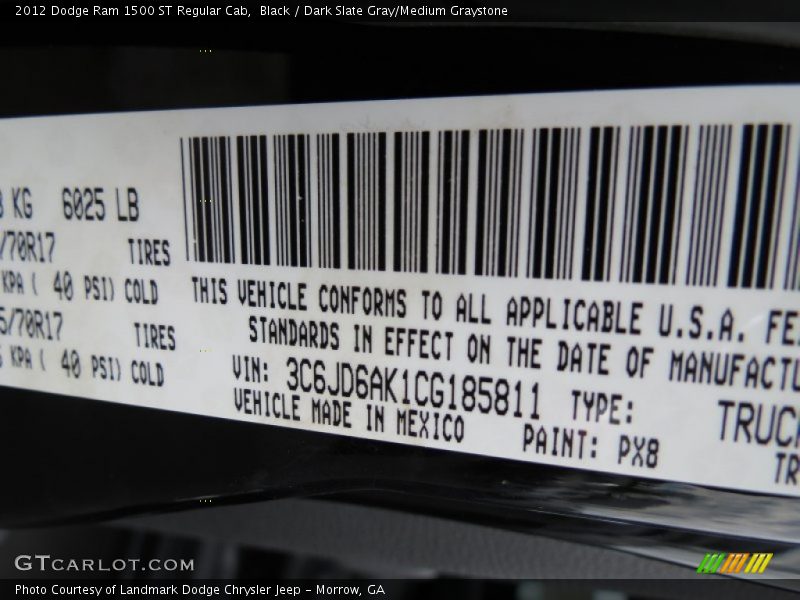 2012 Dodge Ram 1500 ST Regular Cab,  Black / Dark Slate Gray/Medium Graystone
KG 6025 LB
/70R17 TIRES
KPA ( 40 PSI) COLD
5/70R17 TIRES
KPA ( 40 PSI) COLD
THIS VEHICLE CONFORMS TO ALL APPLICABLE U.S.A. FE
STANDARDS IN EFFECT ON THE DATE OF MANUFACTU
VIN: 3C6JD6AK1CG185811 TYPE: TRUC
VEHICLE MADE IN MEXICO PAINT: PX8 TR
GTCARLOT.COM
Photo Courtesy of Landmark Dodge Chrysler Jeep - Morrow, GA